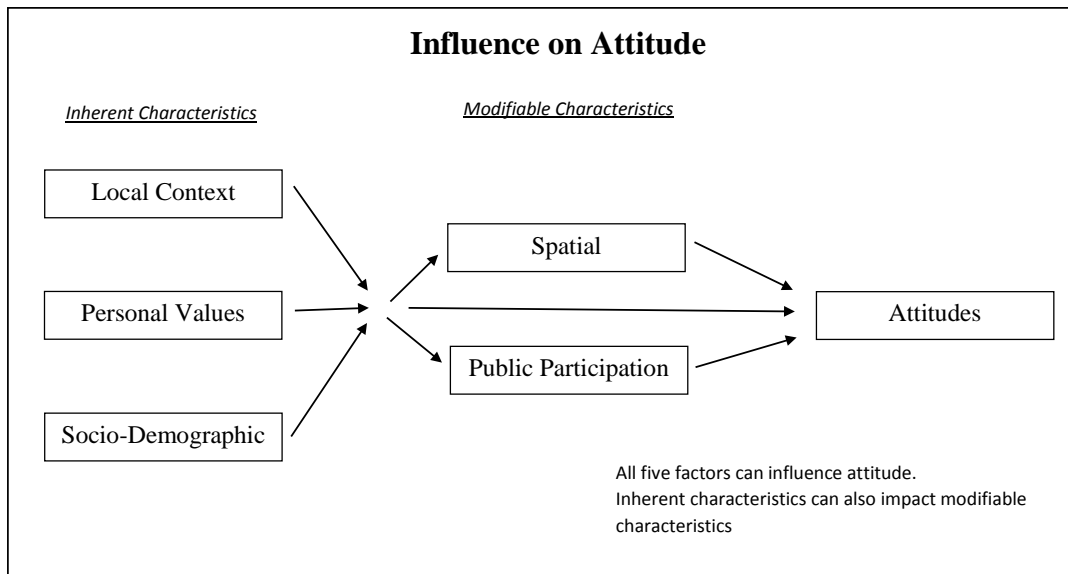 Influence on Attitude
Inherent Characteristics
Modifiable Characteristics
Local Context
Spatial
Personal Values
Attitudes
Public Participation
Socio-Demographic
All five factors can influence attitude.
Inherent characteristics can also impact modifiable
characteristics